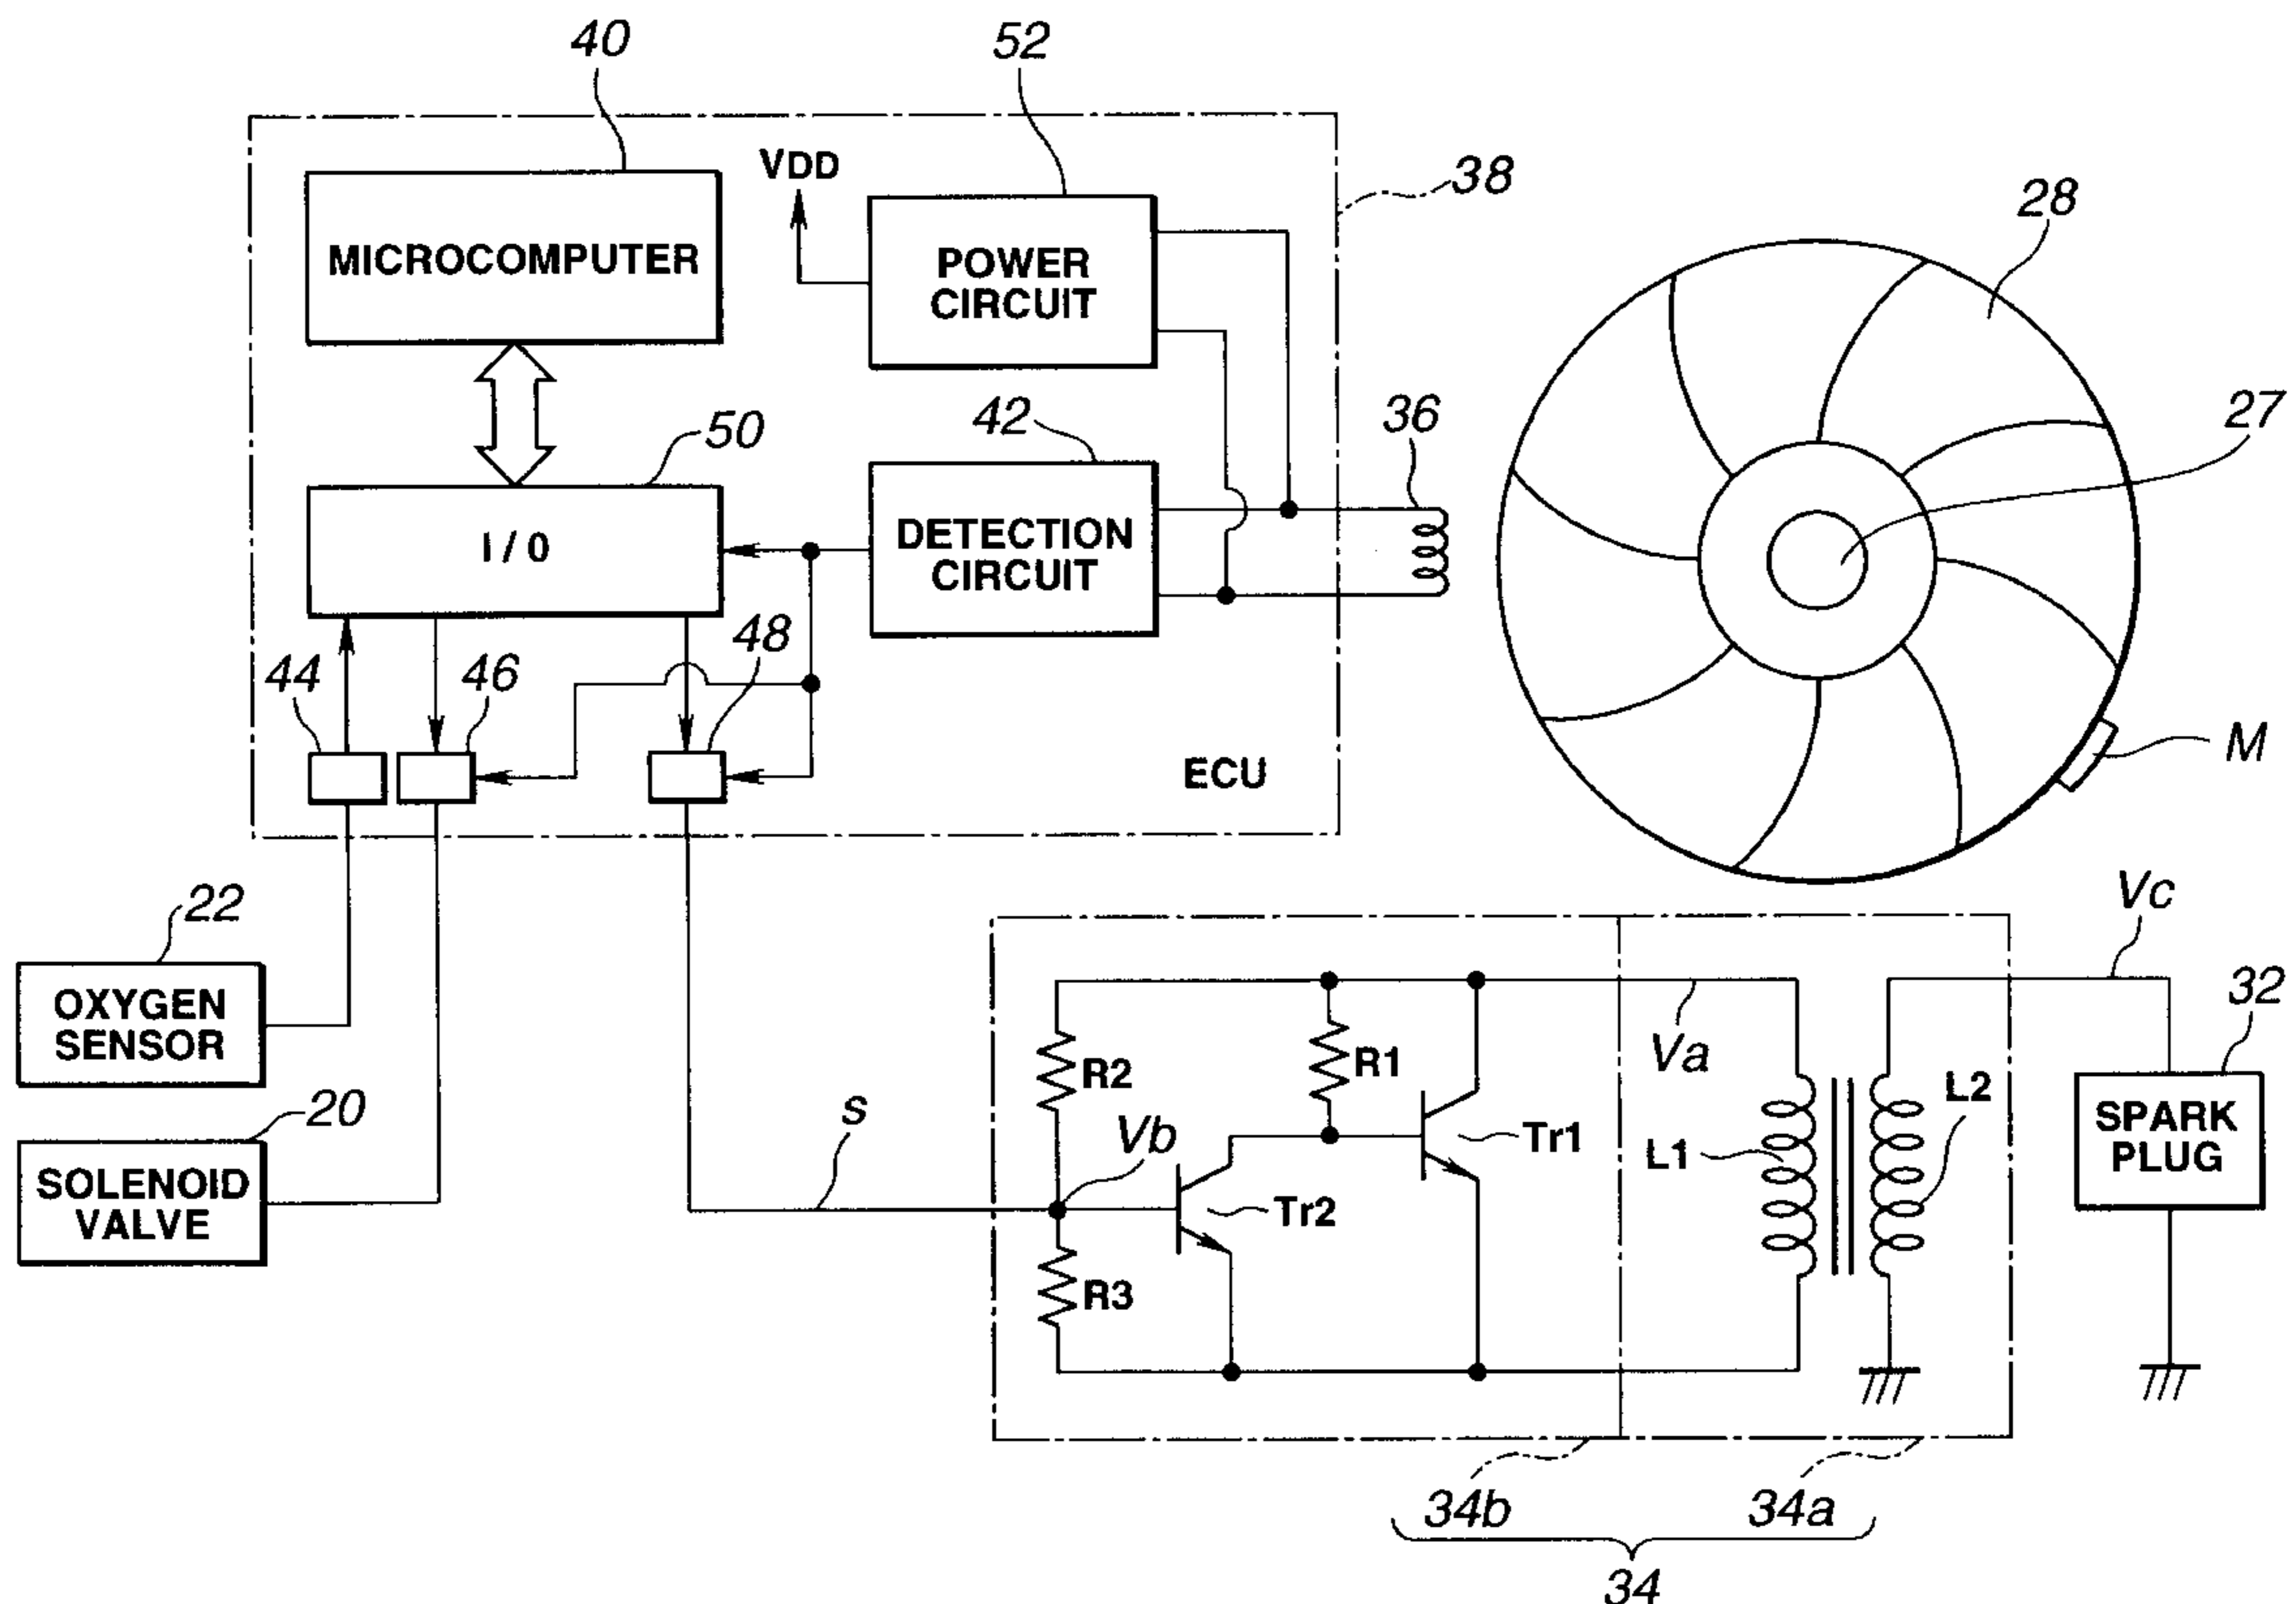 40
52
VDD
38
MICROCOMPUTER
POWER
CIRCUIT
28
27
50
42
36
I / 0
DETECTION
CIRCUIT
44
46
48
M
ECU
22
OXYGEN
SENSOR
20
SOLENOID
VALVE
s
Vb
R2
R1
Va
Vc
32
Tr1
L1
L2
SPARK
PLUG
Tr2
R3
34b
34a
34